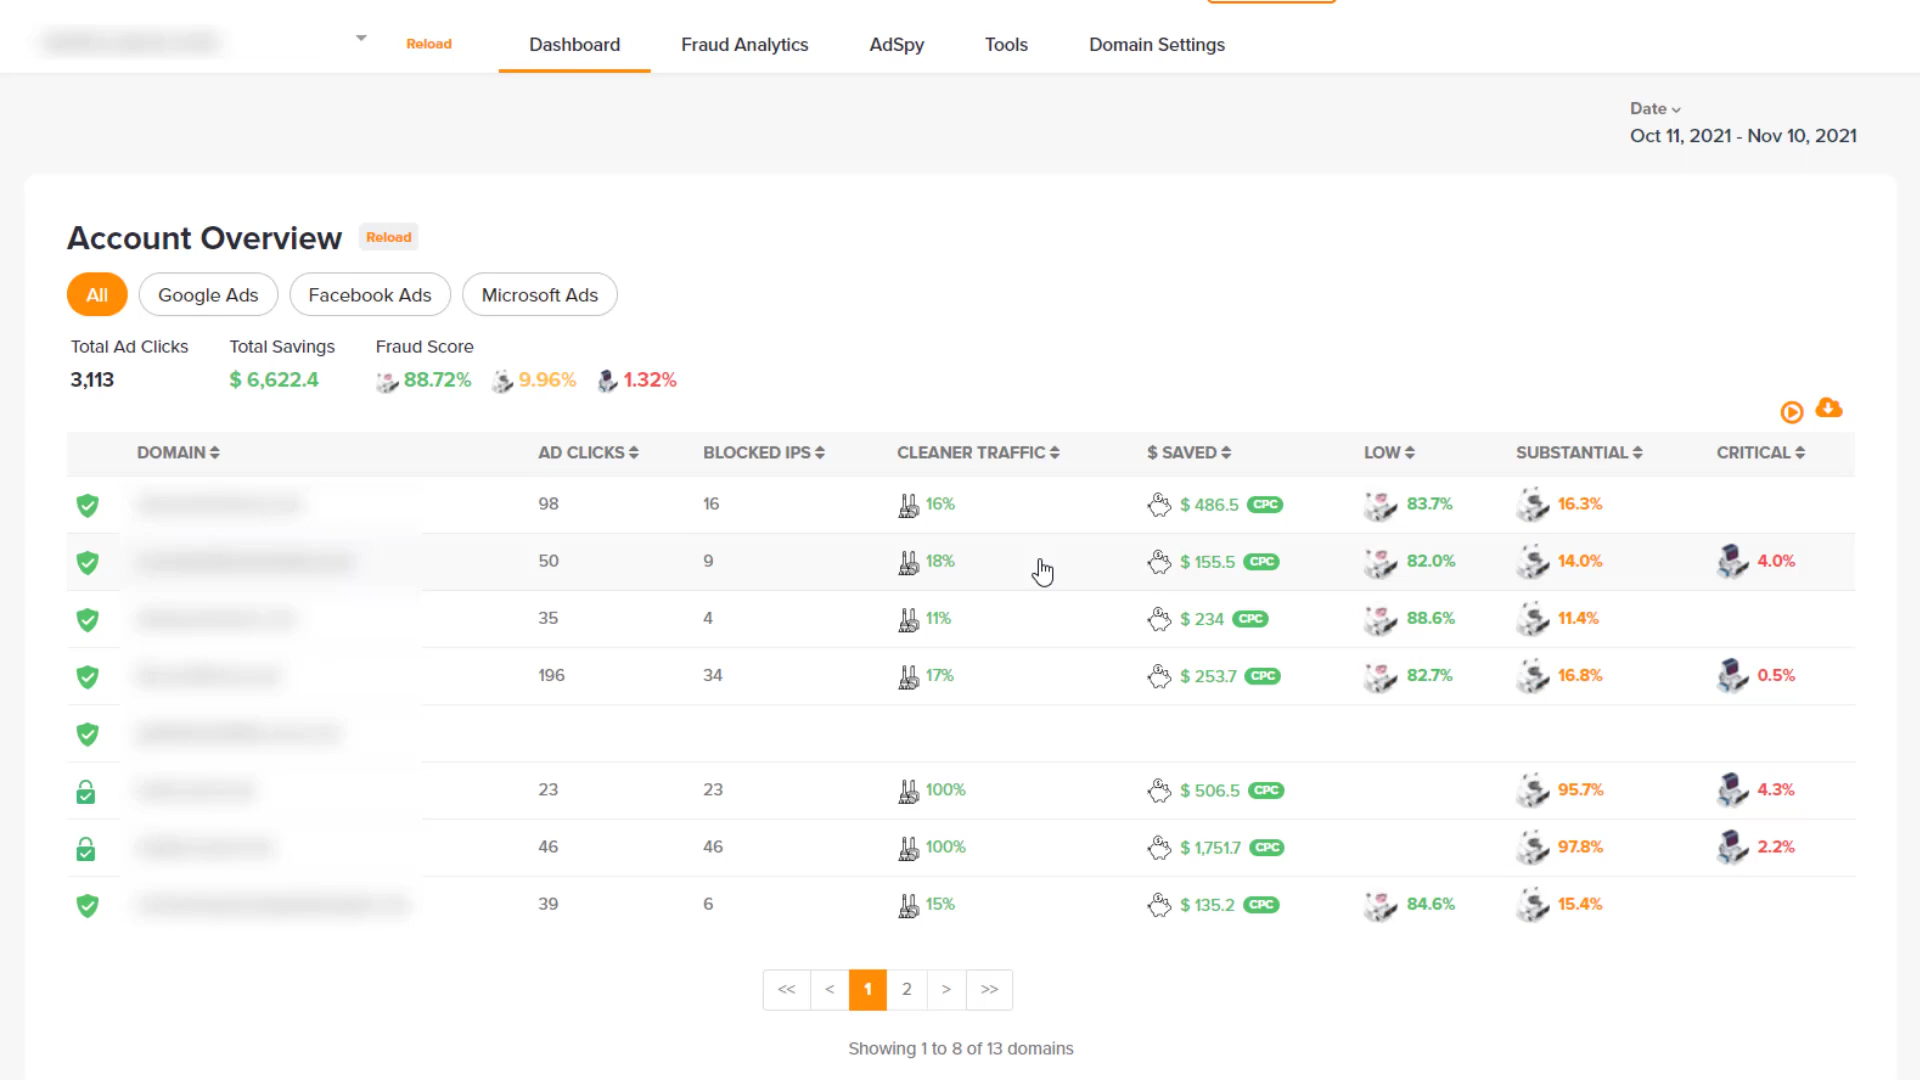 Reload
Dashboard
Fraud Analytics
AdSpy
Tools
Domain Settings
Date
Oct 11, 2021 - Nov 10, 2021
Account Overview Reload
All Google Ads Facebook Ads Microsoft Ads
Total Ad Clicks Total Savings Fraud Score
3,113 $ 6,622.4 88.72% 9.96% 1.32%
DOMAIN AD CLICKS BLOCKED IPS CLEANER TRAFFIC $ SAVED LOW SUBSTANTIAL CRITICAL
98 16 16% $ 486.5 CPC 83.7% 16.3%
50 9 18% $ 155.5 CPC 82.0% 14.0% 4.0%
35 4 11% $ 234 CPC 88.6% 11.4%
196 34 17% $ 253.7 CPC 82.7% 16.8% 0.5%
23 23 100% $ 506.5 CPC 95.7% 4.3%
46 46 100% $ 1,751.7 CPC 97.8% 2.2%
39 6 15% $ 135.2 CPC 84.6% 15.4%
<< < 1 2 > >>
Showing 1 to 8 of 13 domains